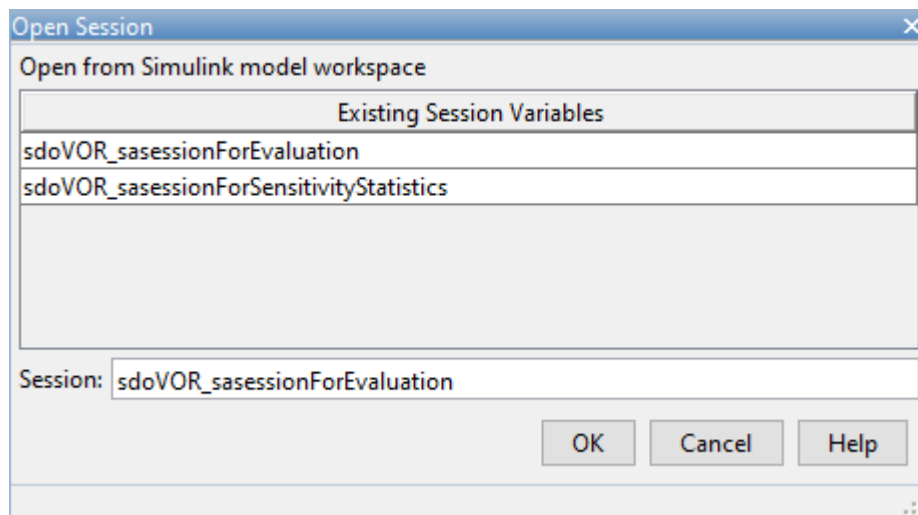 Open Session
Open from Simulink model workspace
Existing Session Variables
sdoVOR_sasessionForEvaluation
sdoVOR_sasessionForSensitivityStatistics
Session: sdoVOR_sasessionForEvaluation
OK Cancel Help